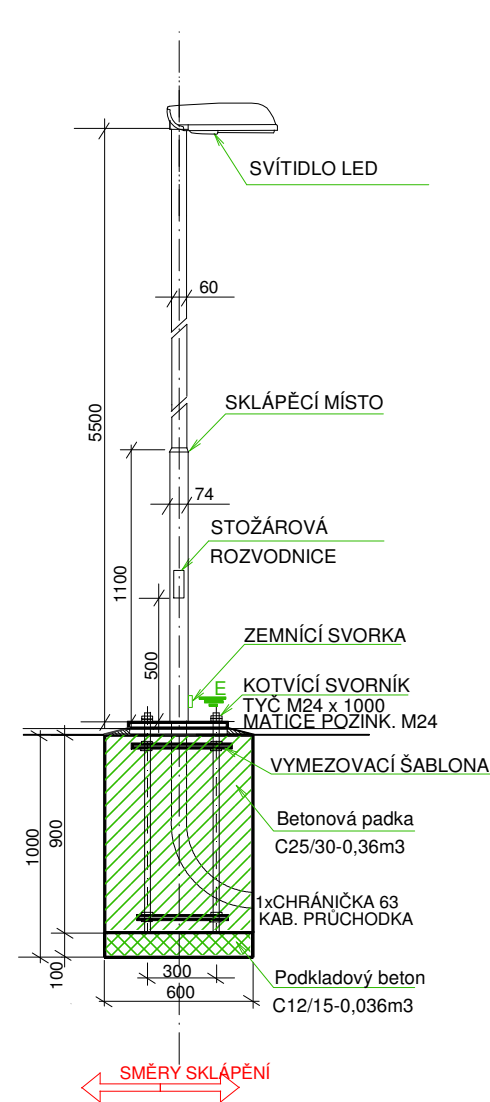 SVÍTIDLO LED
60
5500
SKLÁPĚCÍ MÍSTO
74
STOŽÁROVÁ
ROZVODNICE
1100
500
ZEMNÍCÍ SVORKA
E
KOTVÍCÍ SVORNÍK
TYČ M24 x 1000
MATICE POZINK. M24
VYMEZOVACÍ ŠABLONA
Betonová padka
C25/30-0,36m3
1000
900
1xCHRÁNIČKA 63
KAB. PRŮCHODKA
100
300
600
Podkladový beton
C12/15-0,036m3
SMĚRY SKLÁPĚNÍ